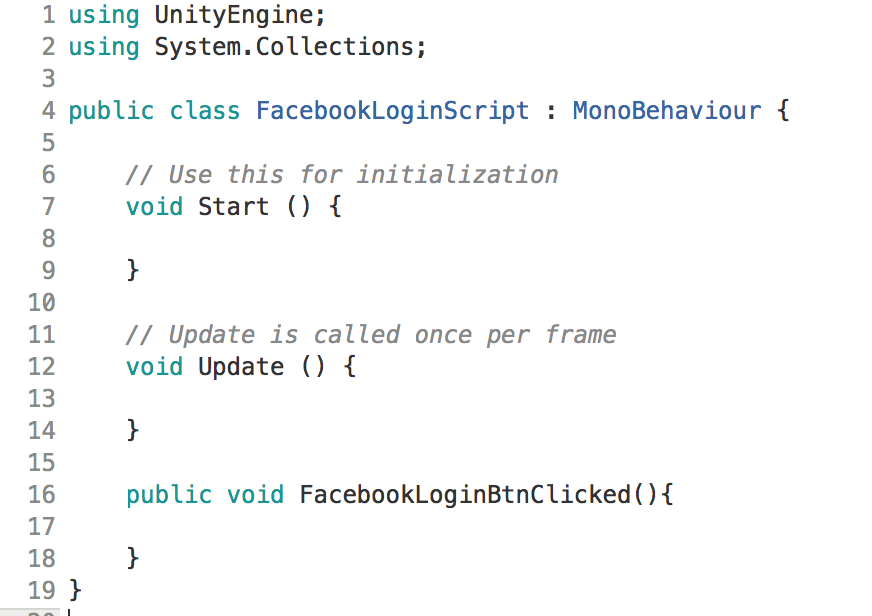 1 using UnityEngine;
2 using System.Collections;
3
4 public class FacebookLoginScript : MonoBehaviour {
5
6     // Use this for initialization
7     void Start () {
8
9     }
10
11     // Update is called once per frame
12     void Update () {
13
14     }
15
16     public void FacebookLoginBtnClicked(){
17
18     }
19 }